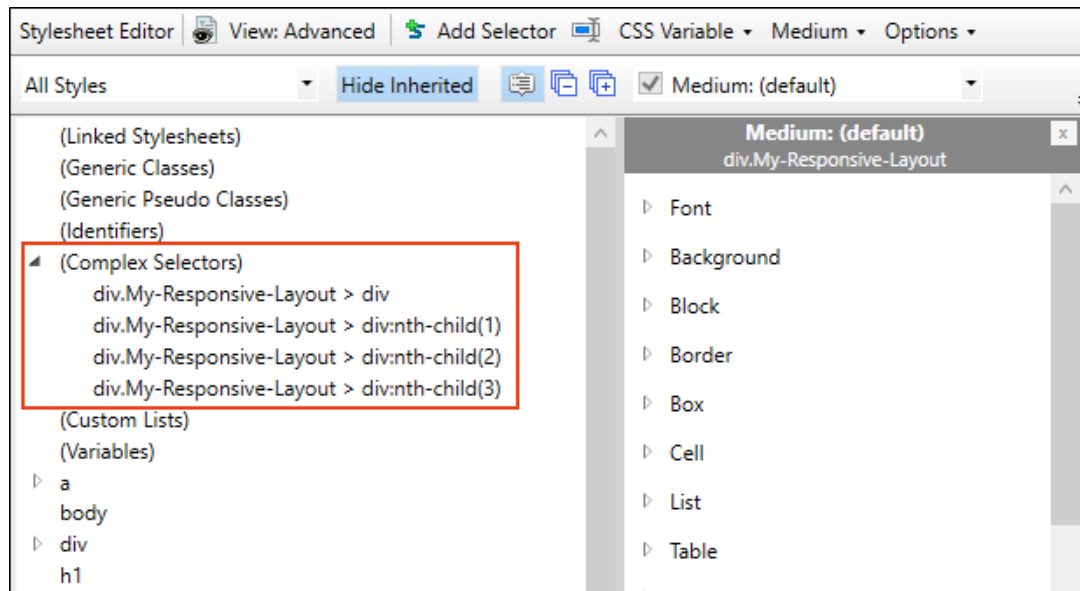 Stylesheet Editor View: Advanced Add Selector CSS Variable Medium Options
All Styles Hide Inherited Medium: (default)
(Linked Stylesheets)
(Generic Classes)
(Generic Pseudo Classes)
(Identifiers)
(Complex Selectors)
div.My-Responsive-Layout > div
div.My-Responsive-Layout > div:nth-child(1)
div.My-Responsive-Layout > div:nth-child(2)
div.My-Responsive-Layout > div:nth-child(3)
(Custom Lists)
(Variables)
a
body
div
h1
Medium: (default)
div.My-Responsive-Layout
Font
Background
Block
Border
Box
Cell
List
Table